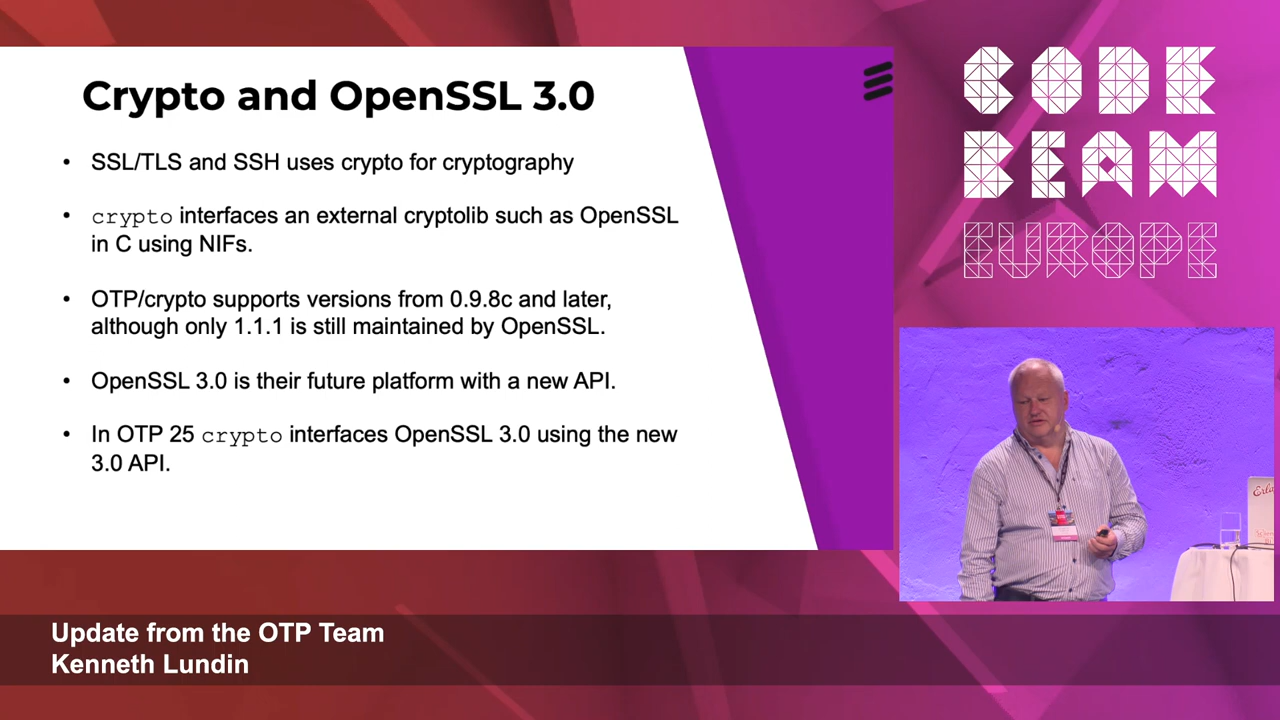 Crypto and OpenSSL 3.0
• SSL/TLS and SSH uses crypto for cryptography
• crypto interfaces an external cryptolib such as OpenSSL
in C using NIFs.
• OTP/crypto supports versions from 0.9.8c and later,
although only 1.1.1 is still maintained by OpenSSL.
• OpenSSL 3.0 is their future platform with a new API.
• In OTP 25 crypto interfaces OpenSSL 3.0 using the new
3.0 API.
CODE
BEAM
EUROPE
Update from the OTP Team
Kenneth Lundin